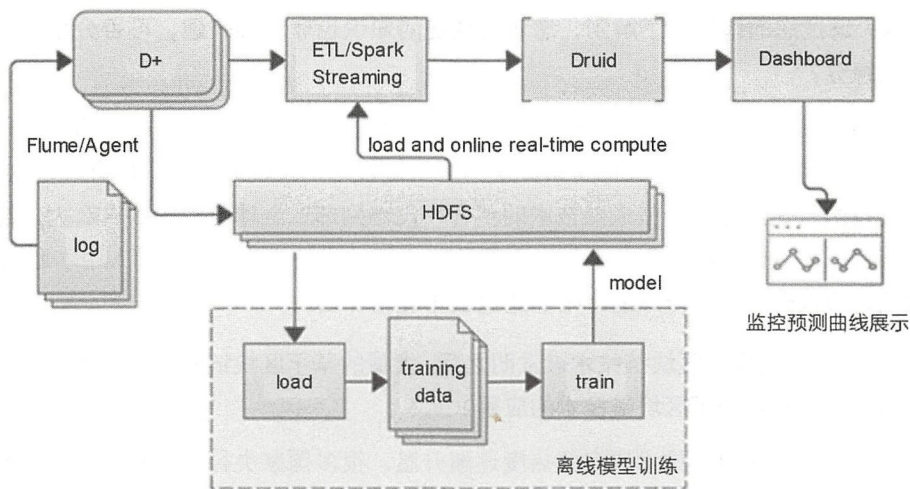 D+
ETL/Spark
Streaming
Druid
Dashboard
Flume/Agent
load and online real-time compute
HDFS
log
model
监控预测曲线展示
load
training
data
train
离线模型训练